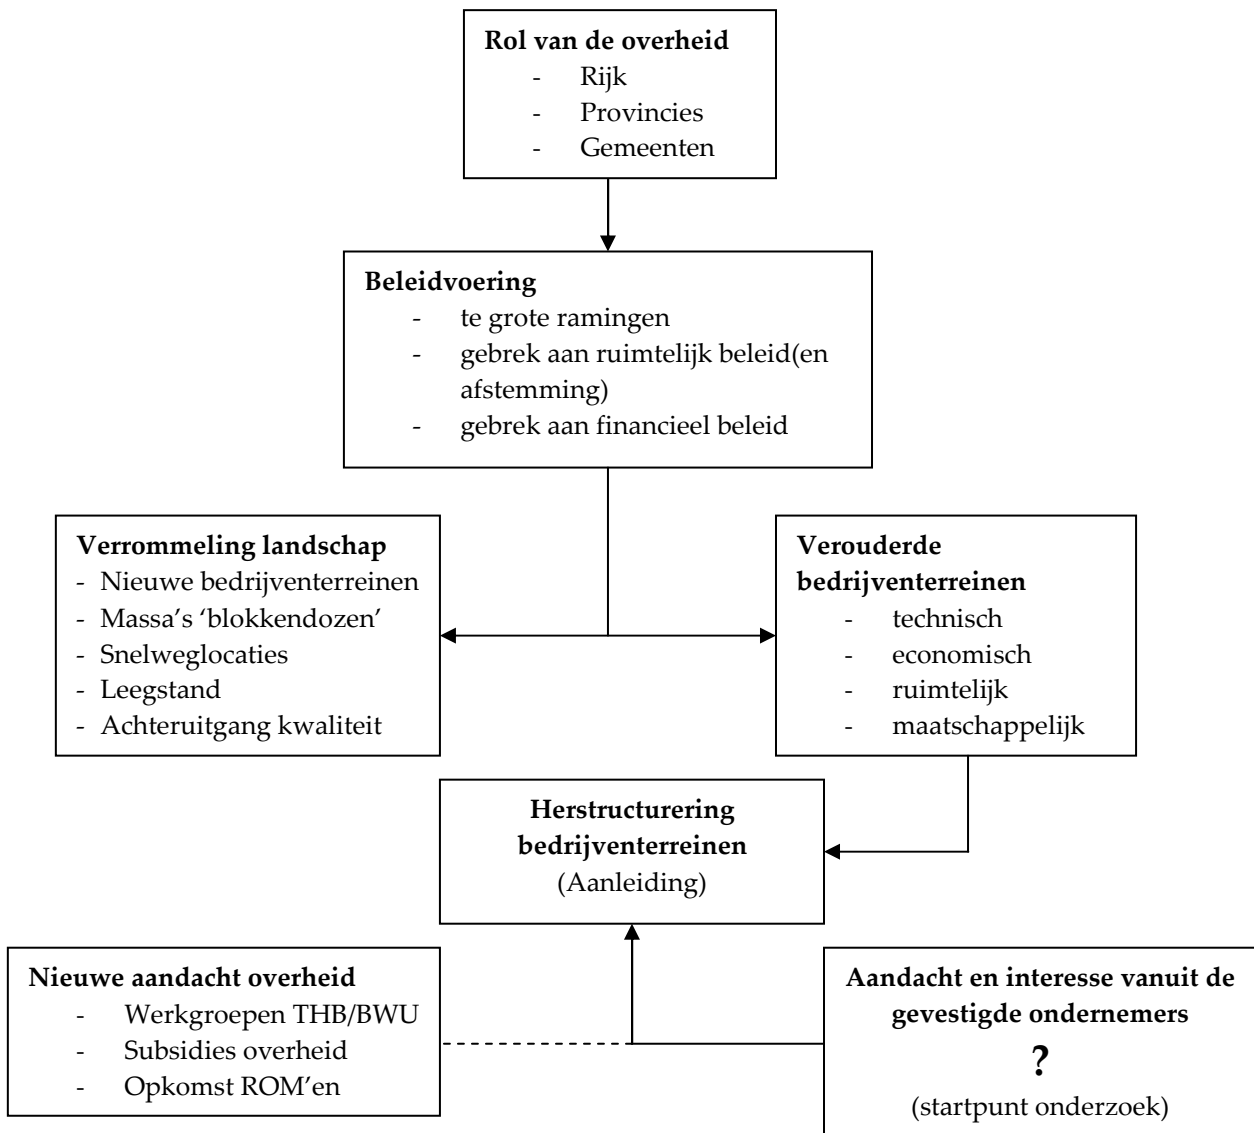 Rol van de overheid
- Rijk
- Provincies
- Gemeenten
Beleidvoering
- te grote ramingen
- gebrek aan ruimtelijk beleid(en
afstemming)
- gebrek aan financieel beleid
Verrommeling landschap
- Nieuwe bedrijventerreinen
- Massa’s ‘blokkendozen’
- Snelweglocaties
- Leegstand
- Achteruitgang kwaliteit
Verouderde
bedrijventerreinen
- technisch
- economisch
- ruimtelijk
- maatschappelijk
Herstructurering
bedrijventerreinen
(Aanleiding)
Nieuwe aandacht overheid
- Werkgroepen THB/BWU
- Subsidies overheid
- Opkomst ROM’en
Aandacht en interesse vanuit de
gevestigde ondernemers
?
(startpunt onderzoek)